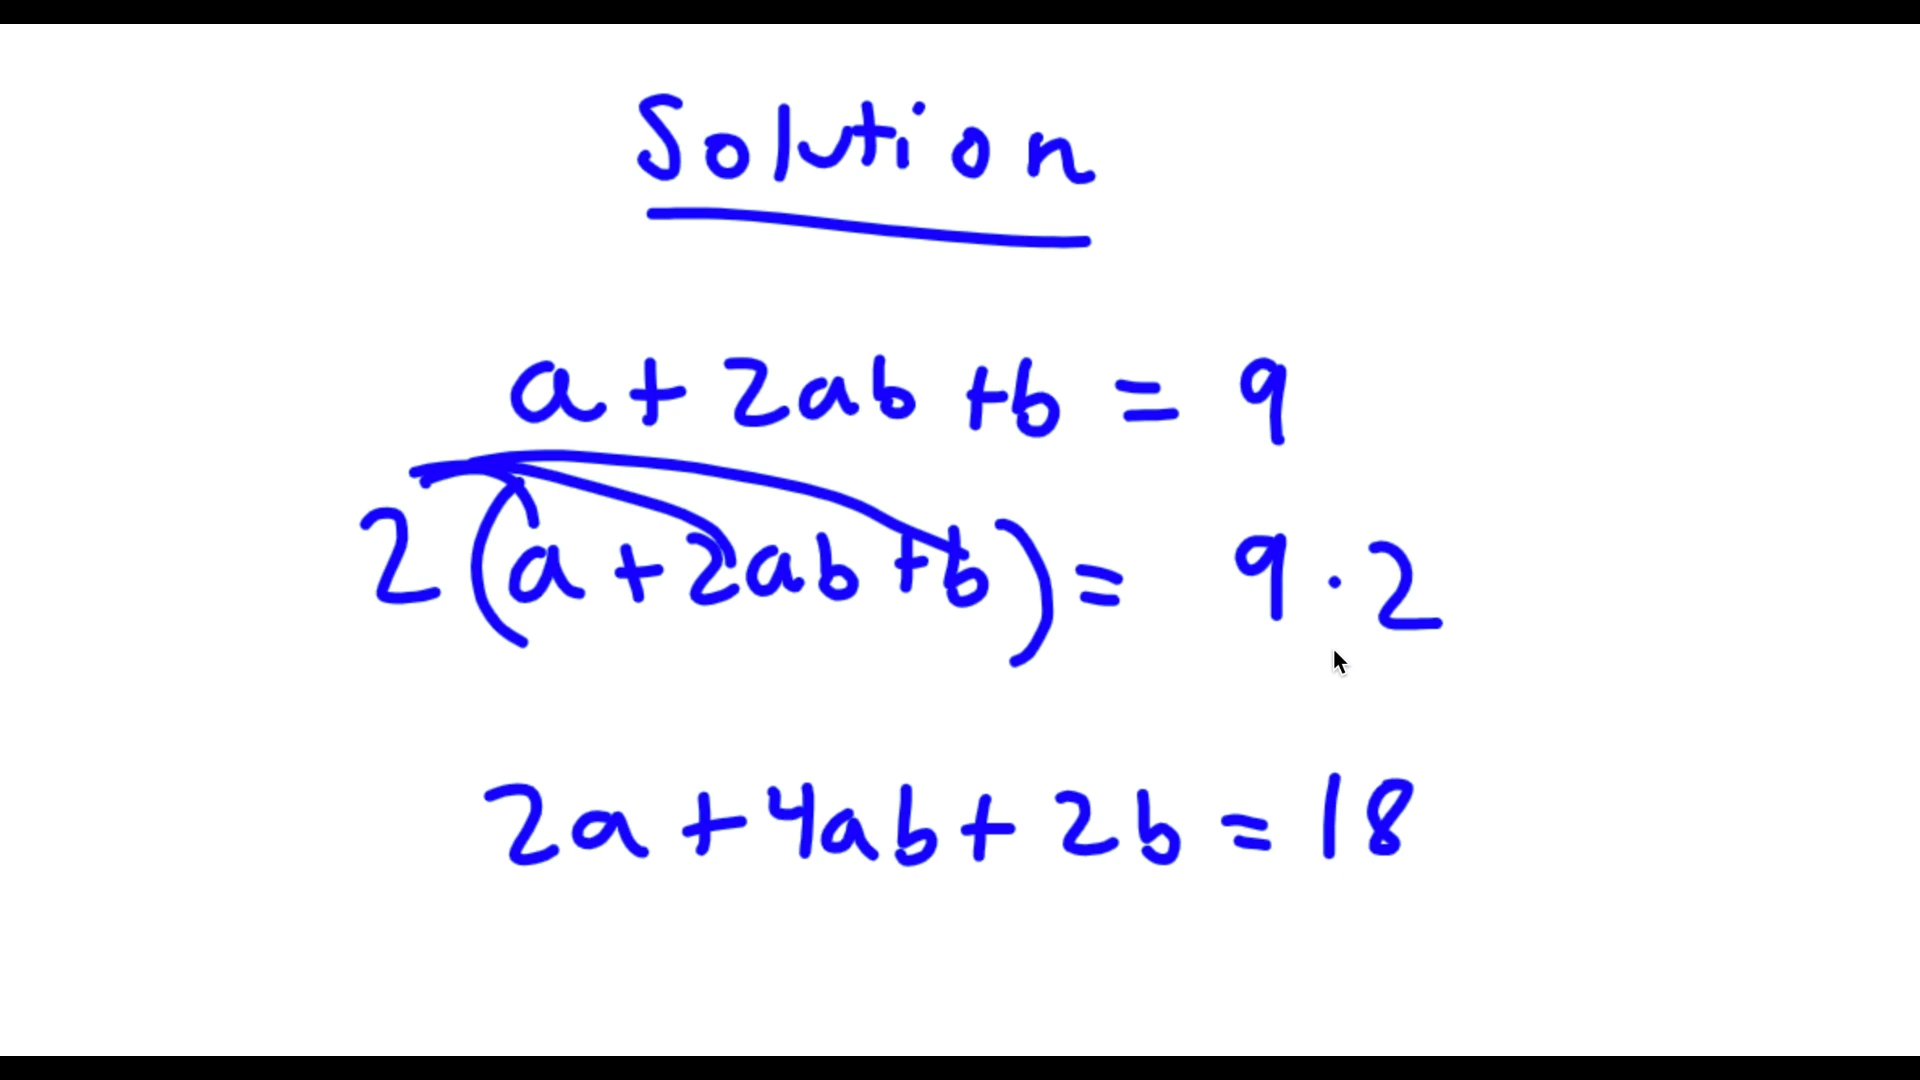 Solution
a + 2ab + b = 9
2(a + 2ab + b) = 9 · 2
2a + 4ab + 2b = 18